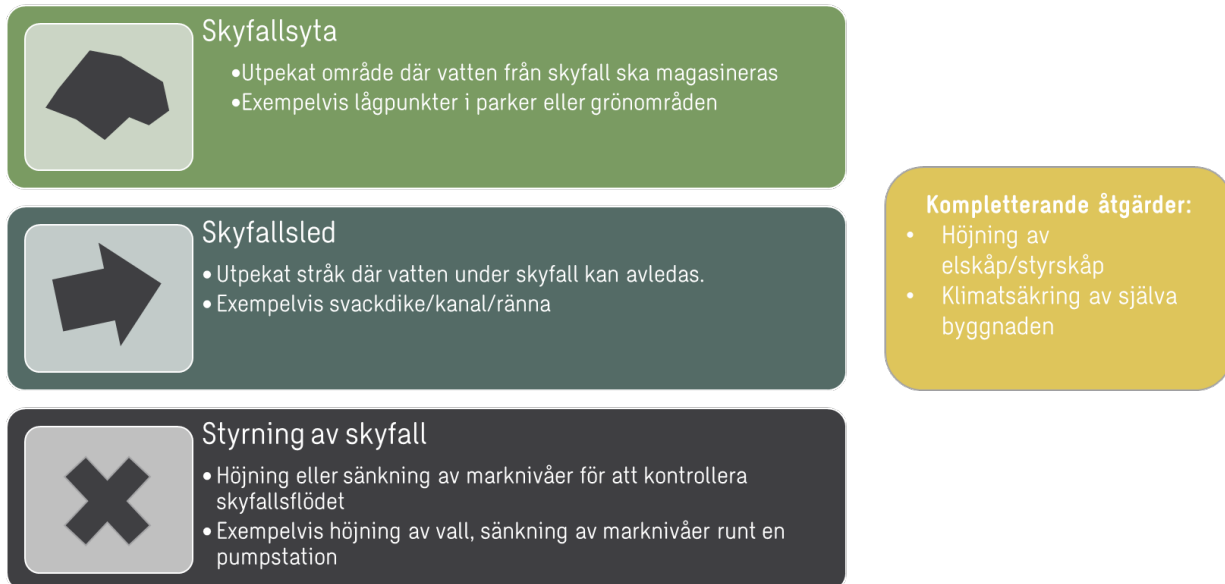 Skyfallsyta
•Utpekat område där vatten från skyfall ska magasineras
•Exempelvis lågpunkter i parker eller grönområden
Skyfallsled
• Utpekat stråk där vatten under skyfall kan avledas.
• Exempelvis svackdike/kanal/ränna
Styrning av skyfall
• Höjning eller sänkning av marknivåer för att kontrollera
skyfallsflödet
• Exempelvis höjning av vall, sänkning av marknivåer runt en
pumpstation
Kompletterande åtgärder:
• Höjning av
elskåp/styrskåp
• Klimatsäkring av själva
byggnaden